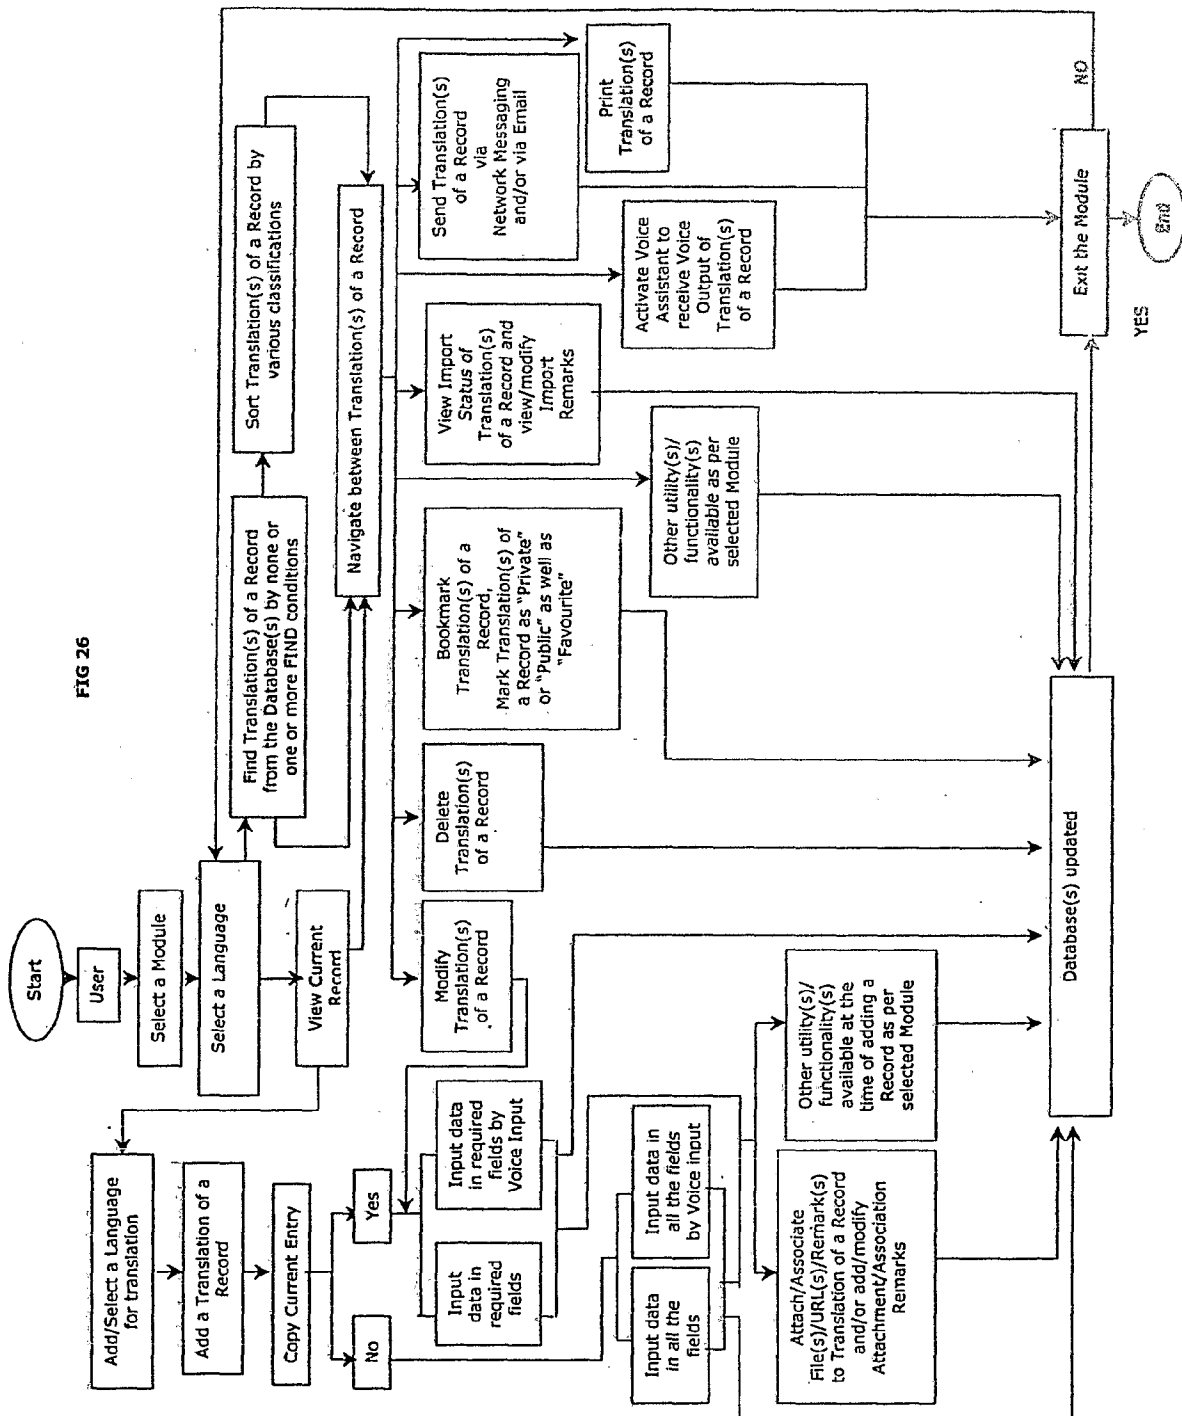 FIG 26
Start
User
Select a Module
Select a Language
View Current
Record
Find Translation(s) of a Record
from the Database(s) by none or
one or more FIND conditions
Sort Translation(s) of a Record by
various classifications
Navigate between Translation(s) of a Record
Add/Select a Language
for translation
Add a Translation of a
Record
Copy Current Entry
No
Yes
Input
data in
required
fields
Input data
in required
fields by
Voice Input
Input data
in all the
fields
Input data in
all the fields
by Voice input
Attach/Associate
File(s)/URL(s)/Remark(s)
to Translation of a Record
and/or add/modify
Attachment/Association
Remarks
Other utility(s)/
functionality(s)
available at the
time of adding a
Record as per
selected Module
Modify
Translation(s)
of a Record
Delete
Translation(s)
of a Record
Bookmark
Translation(s) of a
Record,
Mark Translation(s) of
a Record as "Private"
or "Public" as well as
"Favourite"
Other utility(s)/
functionality(s)
available as per
selected Module
View Import
Status of
Translation(s)
of a Record and
view/modify
Import
Remarks
Activate Voice
Assistant to
receive Voice
Output of
Translation(s)
of a Record
Send Translation(s)
of a Record
via
Network Messaging
and/or via Email
Print
Translation(s)
of a Record
Database(s) updated
Exit the Module
NO
YES
End